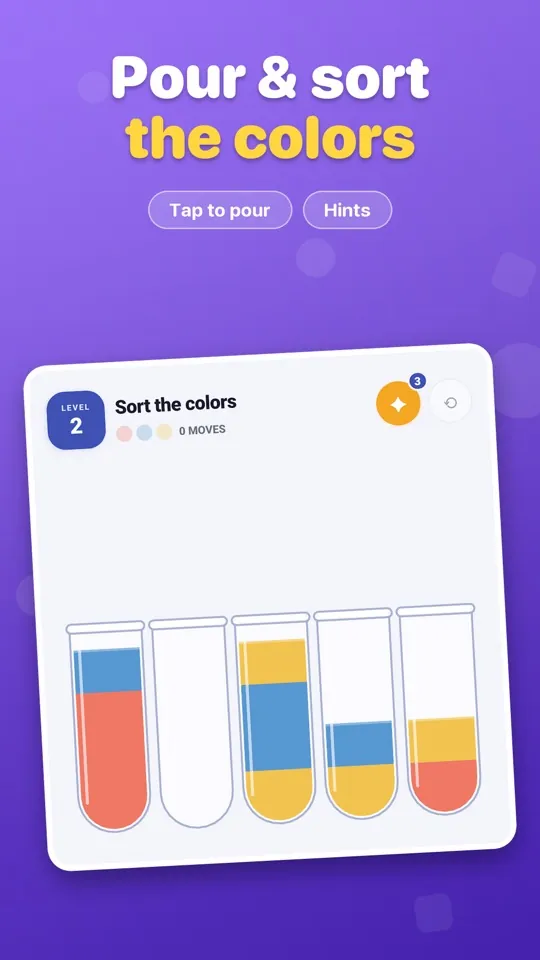 Pour & sort
the colors
Tap to pour
Hints
LEVEL
2
Sort the colors
0 MOVES
3